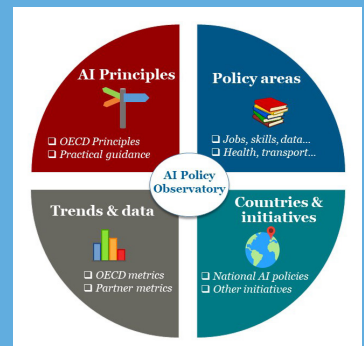 AI Principles
❑ OECD Principles
❑ Practical guidance
Policy areas
❑ Jobs, skills, data...
❑ Health, transport...
AI Policy
Observatory
Trends & data
❑ OECD metrics
❑ Partner metrics
Countries &
initiatives
❑ National AI policies
❑ Other initiatives